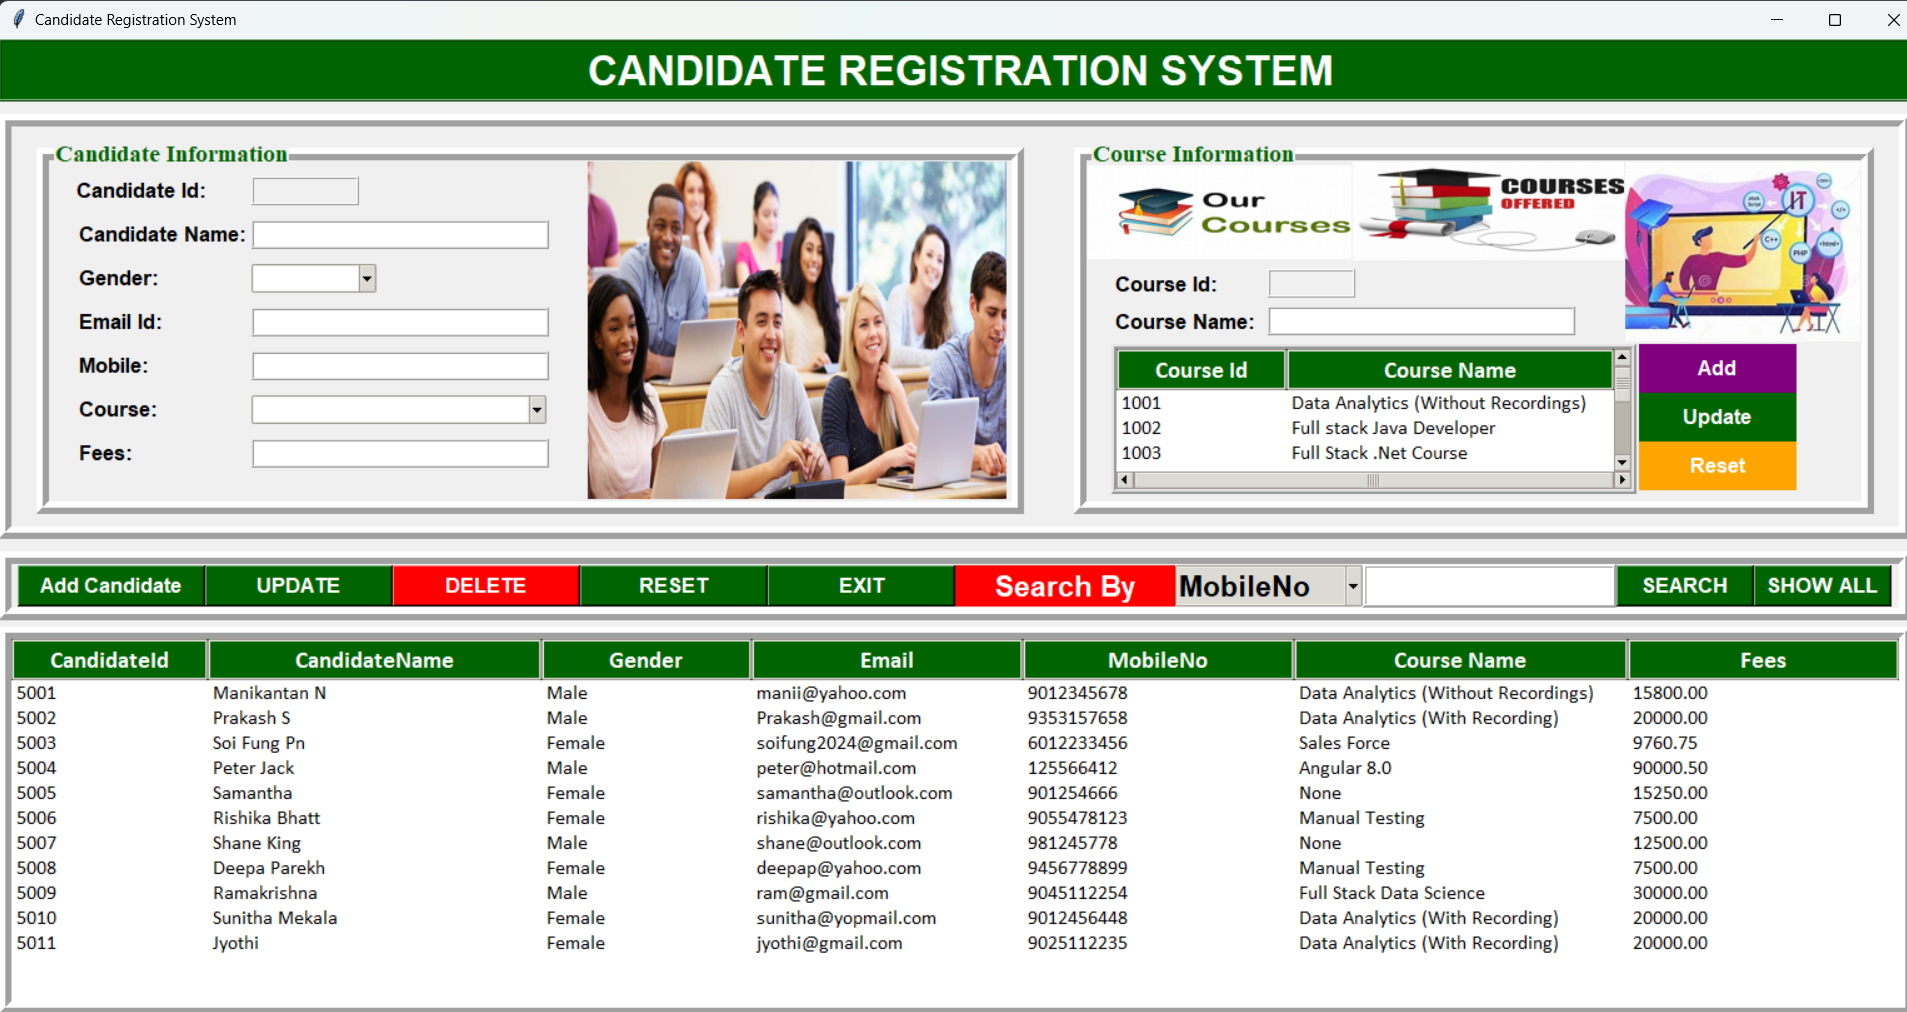 Candidate Registration System
CANDIDATE REGISTRATION SYSTEM
Candidate Information
Candidate Id:
Candidate Name:
Gender:
Email Id:
Mobile:
Course:
Fees:
Course Information
Our
Courses
COURSES
OFFERED
IT
C++
PHP
<html>
Course Id:
Course Name:
Course Id Course Name
1001 Data Analytics (Without Recordings)
1002 Full stack Java Developer
1003 Full Stack .Net Course
Add
Update
Reset
Add Candidate UPDATE DELETE RESET EXIT Search By MobileNo SEARCH SHOW ALL
CandidateId CandidateName Gender Email MobileNo Course Name Fees
5001 Manikantan N Male manii@yahoo.com 9012345678 Data Analytics (Without Recordings) 15800.00
5002 Prakash S Male Prakash@gmail.com 9353157658 Data Analytics (With Recording) 20000.00
5003 Soi Fung Pn Female soifung2024@gmail.com 6012233456 Sales Force 9760.75
5004 Peter Jack Male peter@hotmail.com 125566412 Angular 8.0 90000.50
5005 Samantha Female samantha@outlook.com 901254666 None 15250.00
5006 Rishika Bhatt Female rishika@yahoo.com 9055478123 Manual Testing 7500.00
5007 Shane King Male shane@outlook.com 981245778 None 12500.00
5008 Deepa Parekh Female deepap@yahoo.com 9456778899 Manual Testing 7500.00
5009 Ramakrishna Male ram@gmail.com 9045112254 Full Stack Data Science 30000.00
5010 Sunitha Mekala Female sunitha@yopmail.com 9012456448 Data Analytics (With Recording) 20000.00
5011 Jyothi Female jyothi@gmail.com 9025112235 Data Analytics (With Recording) 20000.00